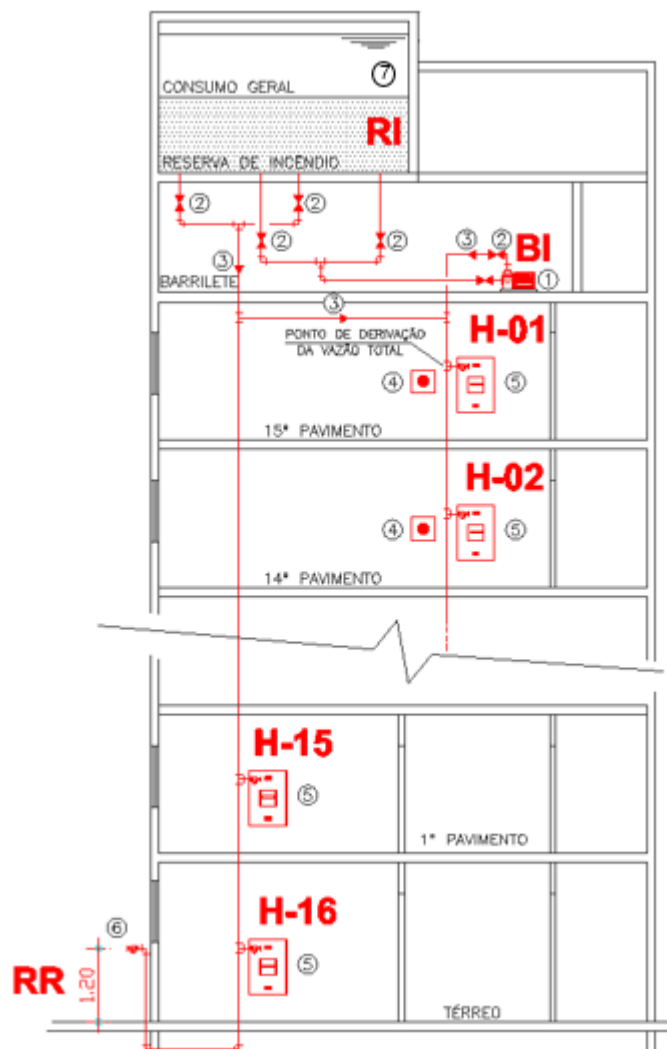 ⑦
CONSUMO GERAL
RI
RESERVA DE INCÊNDIO
② ② ② ②
③ ③ ② BI
①
BARRILETE
③
PONTO DE DERIVAÇÃO
DA VAZÃO TOTAL
H-01
④ ⑤
15º PAVIMENTO
H-02
④ ⑤
14º PAVIMENTO
H-15
⑤
1º PAVIMENTO
H-16
⑥
⑤
RR
1,20
TÉRREO